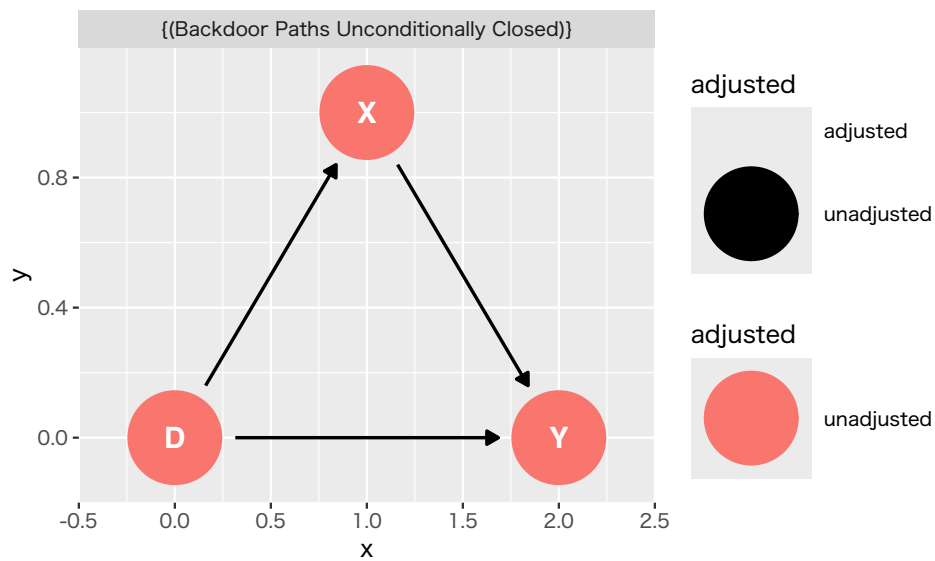 {(Backdoor Paths Unconditionally Closed)}
X
D
Y
y
0.8
0.4
0.0
-0.5
0.0
0.5
1.0
1.5
2.0
2.5
x
adjusted
adjusted
unadjusted
adjusted
unadjusted